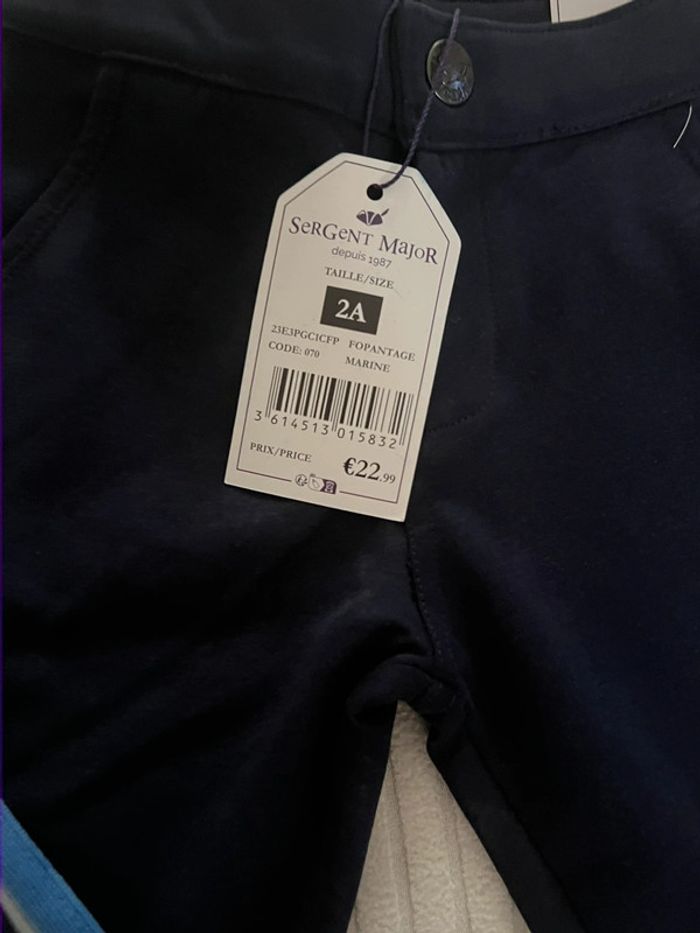 SeRGeNT MaJoR
depuis 1987
TAILLE/SIZE
2A
23E3PGC1CFP FOPANTAGE
CODE: 070 MARINE
3 614513 015832
PRIX/PRICE €22.99